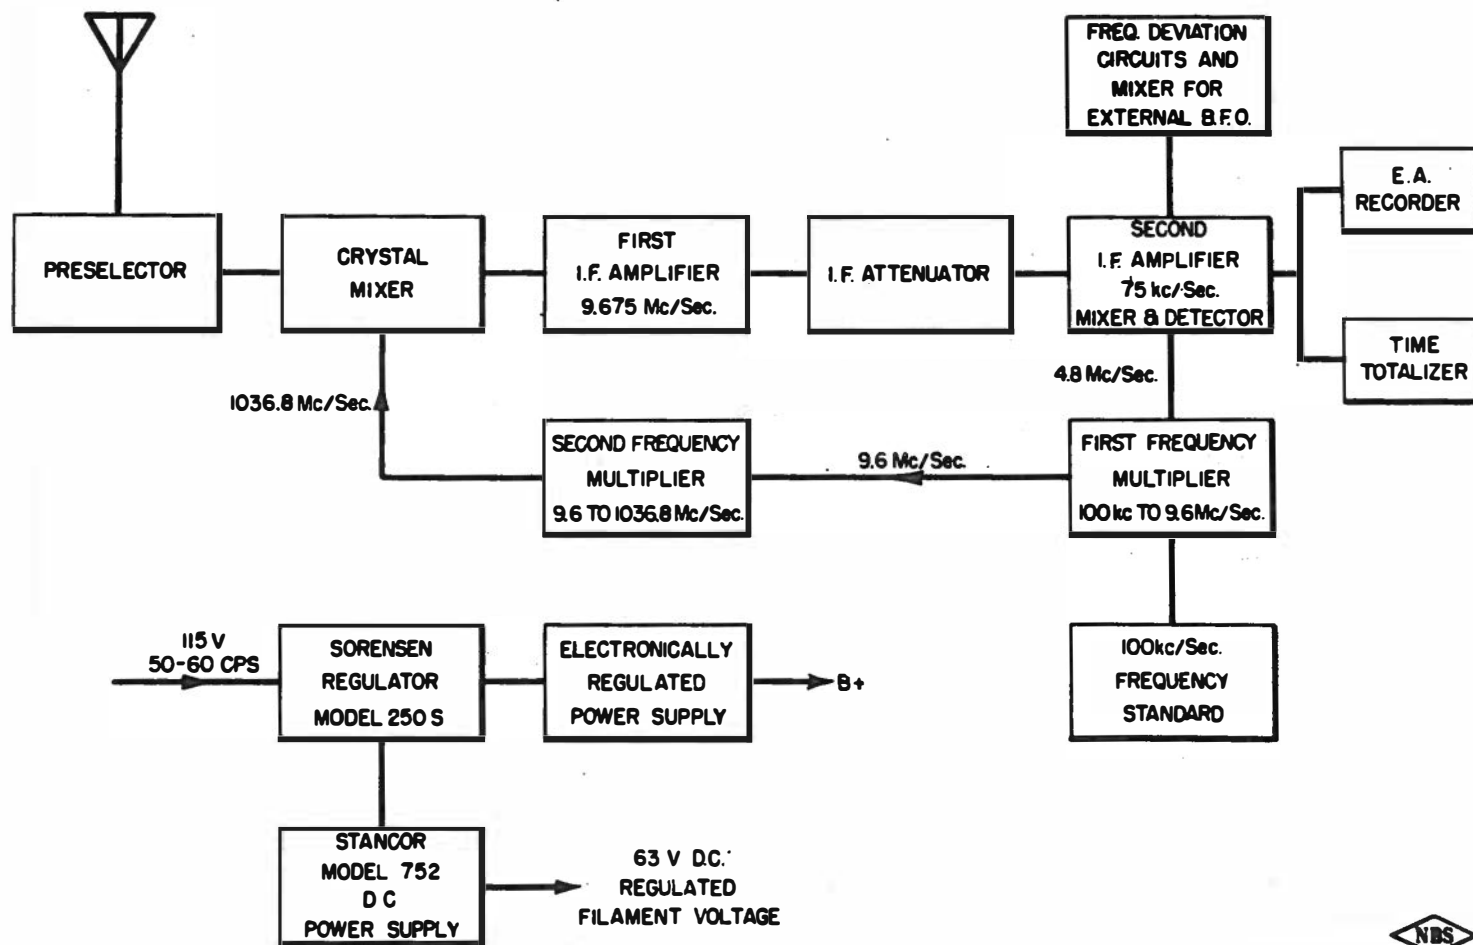 FREQ. DEVIATION
CIRCUITS AND
MIXER FOR
EXTERNAL B.F.O.
E.A.
RECORDER
PRESELECTOR
CRYSTAL
MIXER
FIRST
I.F. AMPLIFIER
9.675 Mc/Sec.
I.F. ATTENUATOR
SECOND
I.F. AMPLIFIER
75 kc/Sec.
MIXER & DETECTOR
TIME
TOTALIZER
1036.8 Mc/Sec.
4.8 Mc/Sec.
SECOND FREQUENCY
MULTIPLIER
9.6 TO 1036.8 Mc/Sec.
9.6 Mc/Sec.
FIRST FREQUENCY
MULTIPLIER
100 kc TO 9.6 Mc/Sec.
115 V
50-60 CPS
SORENSEN
REGULATOR
MODEL 250 S
ELECTRONICALLY
REGULATED
POWER SUPPLY
B+
100kc/Sec.
FREQUENCY
STANDARD
STANCOR
MODEL 752
D C
POWER SUPPLY
63 V D.C.
REGULATED
FILAMENT VOLTAGE
NBS